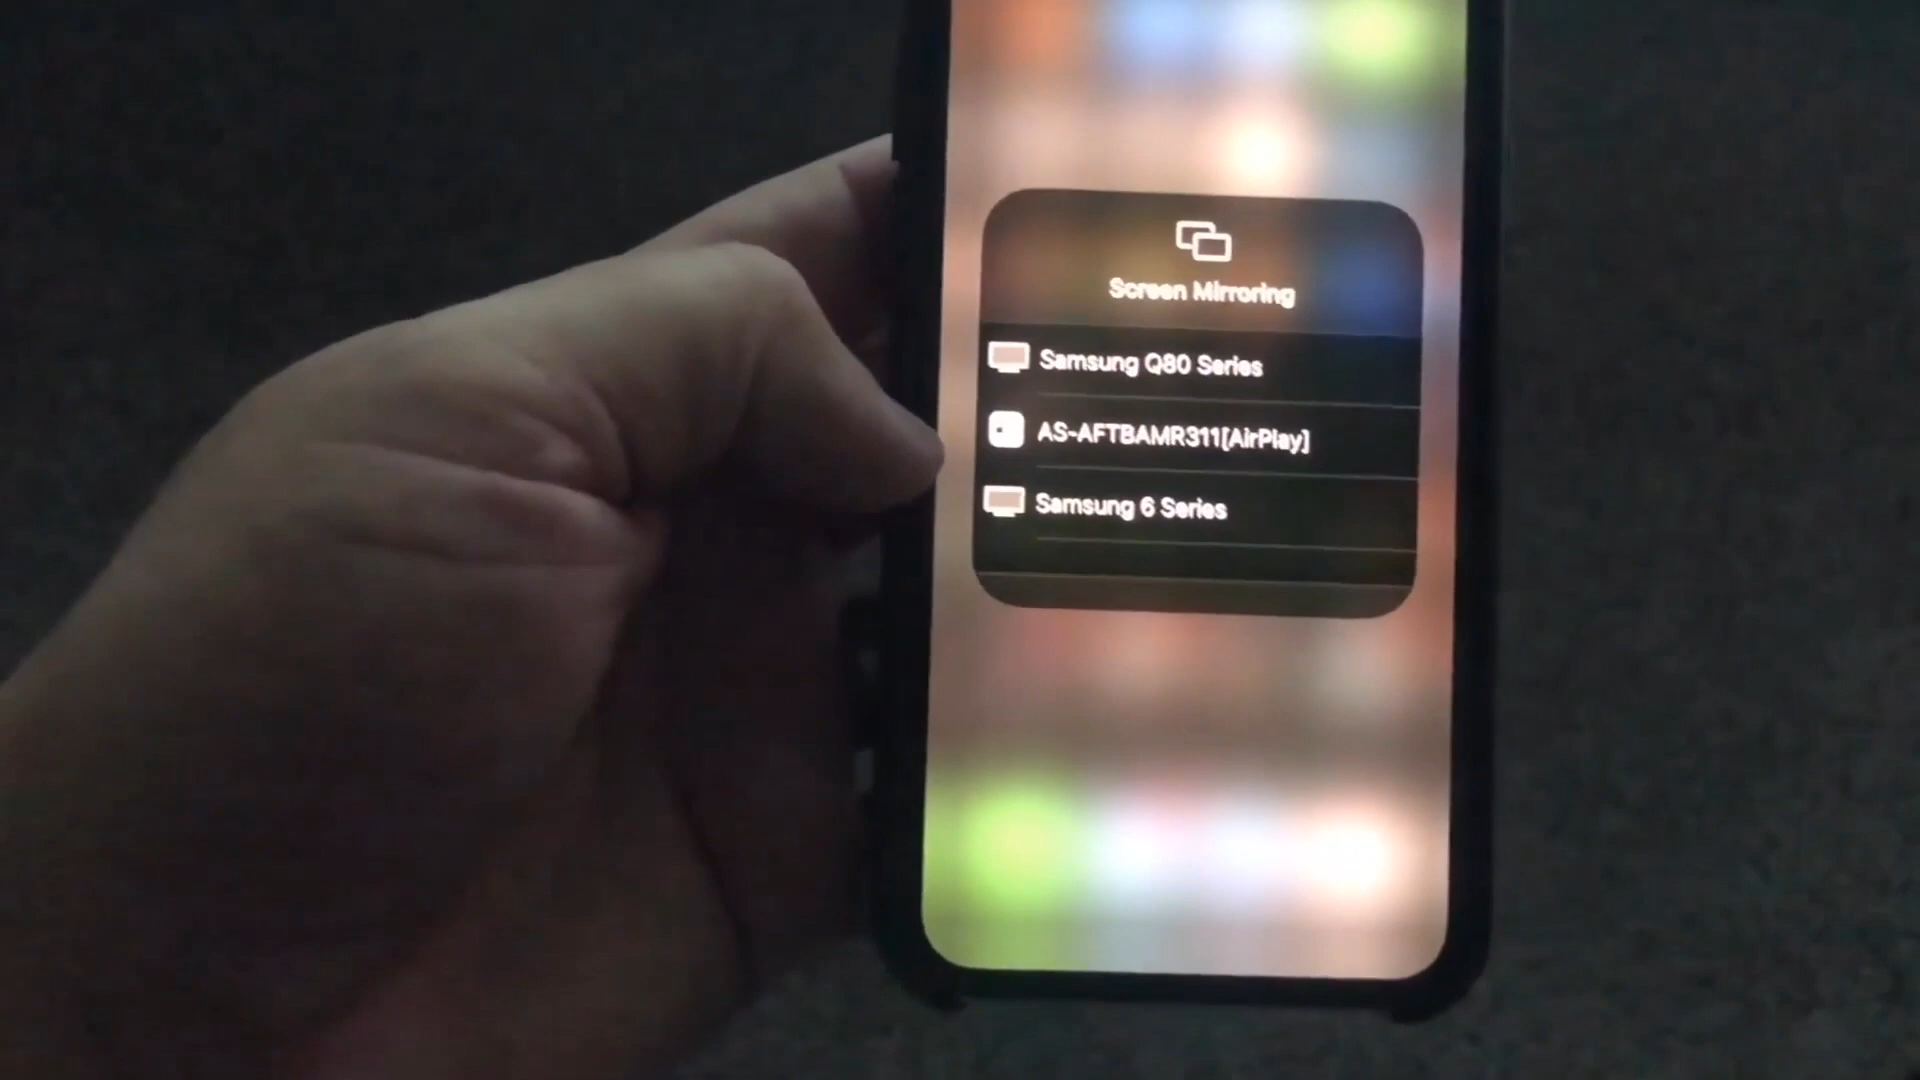 Screen Mirroring
Samsung Q80 Series
AS-AFTBAMR311[AirPlay]
Samsung 6 Series